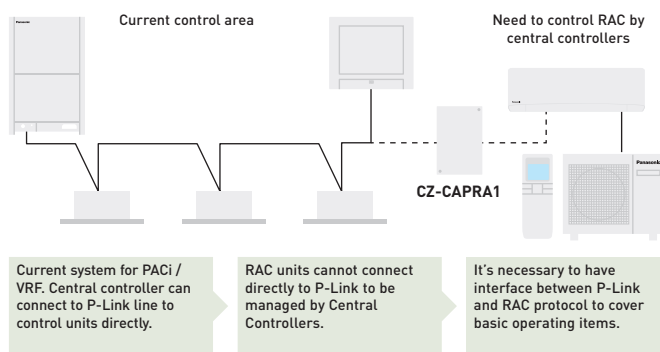 Current control area
Need to control RAC by
central controllers
Panasonic
Panasonic
CZ-CAPRA1
Current system for PACi /
VRF. Central controller can
connect to P-Link line to
control units directly.
RAC units cannot connect
directly to P-Link to be
managed by Central
Controllers.
It's necessary to have
interface between P-Link
and RAC protocol to cover
basic operating items.